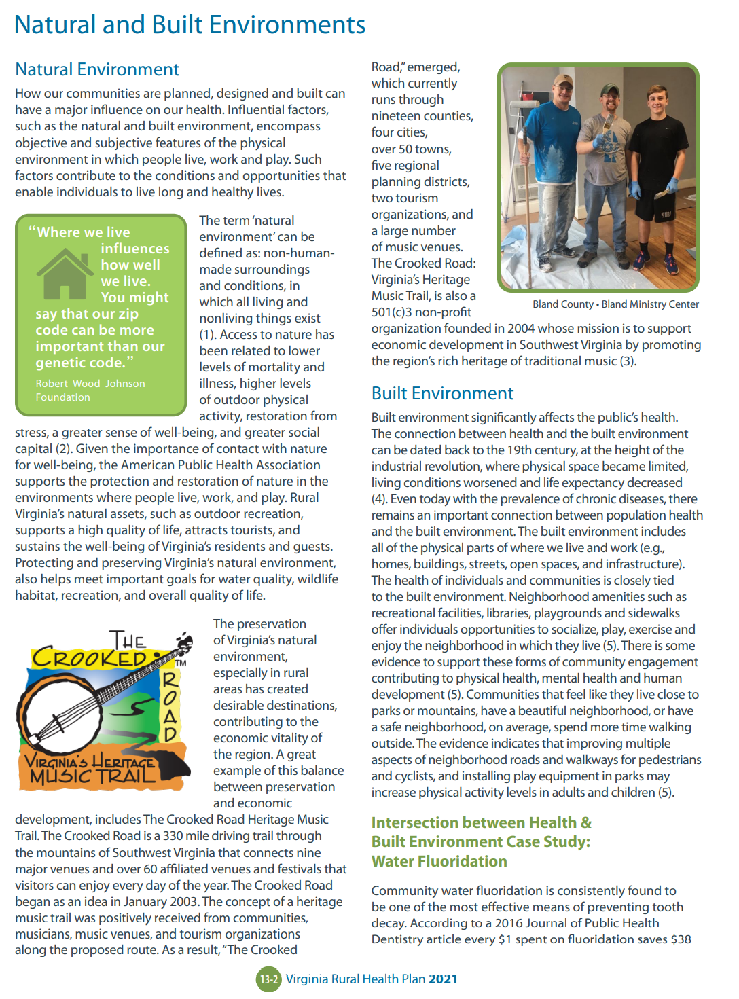 Natural and Built Environments
Natural Environment
How our communities are planned, designed and built can
have a major influence on our health. Influential factors,
such as the natural and built environment, encompass
objective and subjective features of the physical
environment in which people live, work and play. Such
factors contribute to the conditions and opportunities that
enable individuals to live long and healthy lives.
“Where we live
influences
how well
we live.
You might
say that our zip
code can be more
important than our
genetic code.”
Robert Wood Johnson
Foundation
The term ‘natural
environment’ can be
defined as: non-human-
made surroundings
and conditions, in
which all living and
nonliving things exist
(1). Access to nature has
been related to lower
levels of mortality and
illness, higher levels
of outdoor physical
activity, restoration from
stress, a greater sense of well-being, and greater social
capital (2). Given the importance of contact with nature
for well-being, the American Public Health Association
supports the protection and restoration of nature in the
environments where people live, work, and play. Rural
Virginia’s natural assets, such as outdoor recreation,
supports a high quality of life, attracts tourists, and
sustains the well-being of Virginia’s residents and guests.
Protecting and preserving Virginia’s natural environment,
also helps meet important goals for water quality, wildlife
habitat, recreation, and overall quality of life.
THE
CROOKED
ROAD
TM
VIRGINIA'S HERITAGE
MUSIC TRAIL
The preservation
of Virginia’s natural
environment,
especially in rural
areas has created
desirable destinations,
contributing to the
economic vitality of
the region. A great
example of this balance
between preservation
and economic
development, includes The Crooked Road Heritage Music
Trail. The Crooked Road is a 330 mile driving trail through
the mountains of Southwest Virginia that connects nine
major venues and over 60 affiliated venues and festivals that
visitors can enjoy every day of the year. The Crooked Road
began as an idea in January 2003. The concept of a heritage
music trail was positively received from communities,
musicians, music venues, and tourism organizations
along the proposed route. As a result, “The Crooked
Road,” emerged,
which currently
runs through
nineteen counties,
four cities,
over 50 towns,
five regional
planning districts,
two tourism
organizations, and
a large number
of music venues.
The Crooked Road:
Virginia’s Heritage
Music Trail, is also a
501(c)3 non-profit
Bland County • Bland Ministry Center
organization founded in 2004 whose mission is to support
economic development in Southwest Virginia by promoting
the region’s rich heritage of traditional music (3).
Built Environment
Built environment significantly affects the public’s health.
The connection between health and the built environment
can be dated back to the 19th century, at the height of the
industrial revolution, where physical space became limited,
living conditions worsened and life expectancy decreased
(4). Even today with the prevalence of chronic diseases, there
remains an important connection between population health
and the built environment. The built environment includes
all of the physical parts of where we live and work (e.g.,
homes, buildings, streets, open spaces, and infrastructure).
The health of individuals and communities is closely tied
to the built environment. Neighborhood amenities such as
recreational facilities, libraries, playgrounds and sidewalks
offer individuals opportunities to socialize, play, exercise and
enjoy the neighborhood in which they live (5). There is some
evidence to support these forms of community engagement
contributing to physical health, mental health and human
development (5). Communities that feel like they live close to
parks or mountains, have a beautiful neighborhood, or have
a safe neighborhood, on average, spend more time walking
outside. The evidence indicates that improving multiple
aspects of neighborhood roads and walkways for pedestrians
and cyclists, and installing play equipment in parks may
increase physical activity levels in adults and children (5).
Intersection between Health &
Built Environment Case Study:
Water Fluoridation
Community water fluoridation is consistently found to
be one of the most effective means of preventing tooth
decay. According to a 2016 Journal of Public Health
Dentistry article every $1 spent on fluoridation saves $38
13-2 Virginia Rural Health Plan 2021